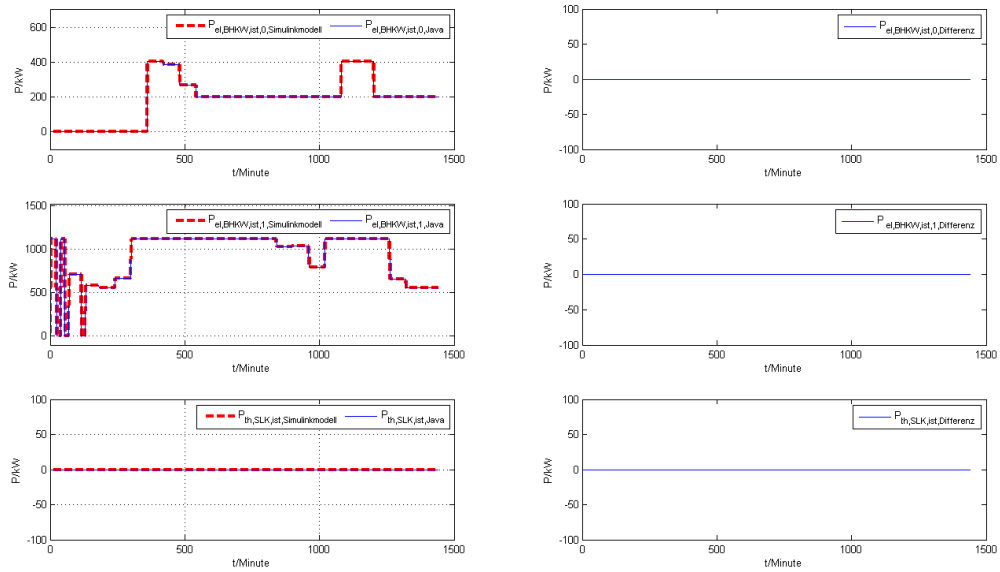 P_el,BHKW,ist,0,Simulinkmodell P_el,BHKW,ist,0,Java
600
400
200
0
P/kW
0 500 1000 1500
t/Minute
P_el,BHKW,ist,0,Differenz
100
50
0
-50
-100
P/kW
0 500 1000 1500
t/Minute
P_el,BHKW,ist,1,Simulinkmodell P_el,BHKW,ist,1,Java
1500
1000
500
0
P/kW
0 500 1000 1500
t/Minute
P_el,BHKW,ist,1,Differenz
100
50
0
-50
-100
P/kW
0 500 1000 1500
t/Minute
P_th,SLK,ist,Simulinkmodell P_th,SLK,ist,Java
100
50
0
-50
-100
P/kW
0 500 1000 1500
t/Minute
P_th,SLK,ist,Differenz
100
50
0
-50
-100
P/kW
0 500 1000 1500
t/Minute